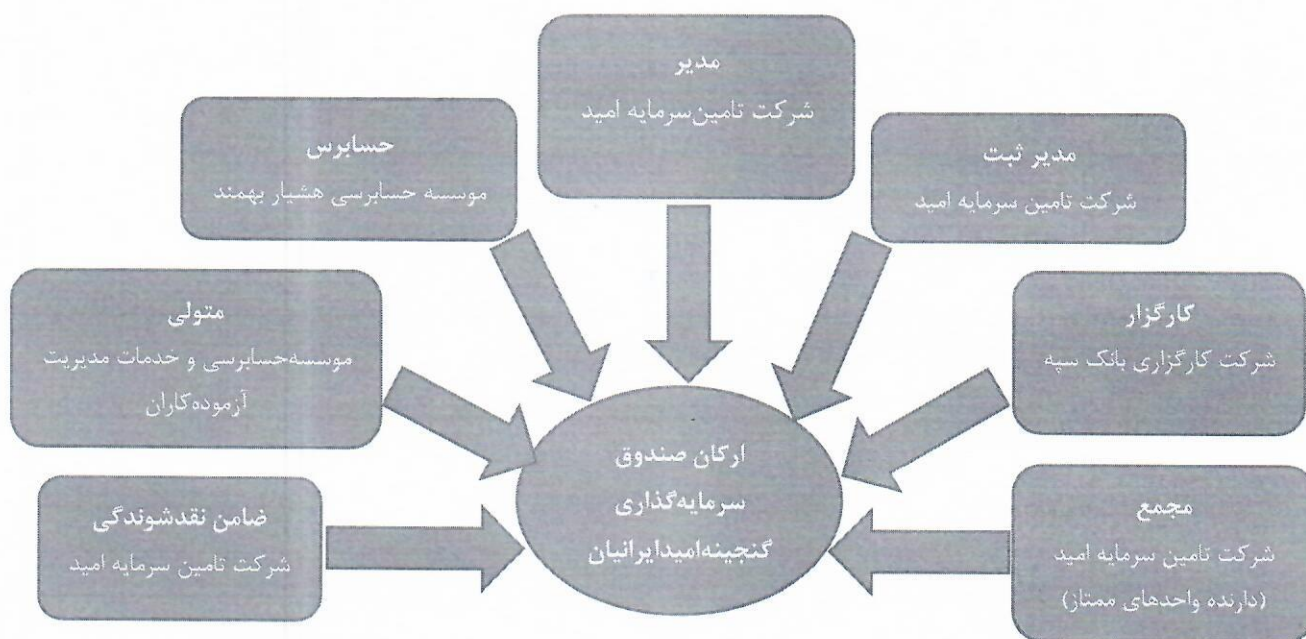 مدیر
شرکت تامین‌سرمایه امید
مدیر ثبت
شرکت تامین سرمایه امید
حسابرس
موسسه حسابرسی هشیار بهمند
کارگزار
شرکت کارگزاری بانک سپه
متولی
موسسه‌حسابرسی و خدمات مدیریت
آزموده‌کاران
مجمع
شرکت تامین سرمایه امید
(دارنده واحدهای ممتاز)
ضامن نقدشوندگی
شرکت تامین سرمایه امید
ارکان صندوق
سرمایه‌گذاری
گنجینه‌امیدایرانیان